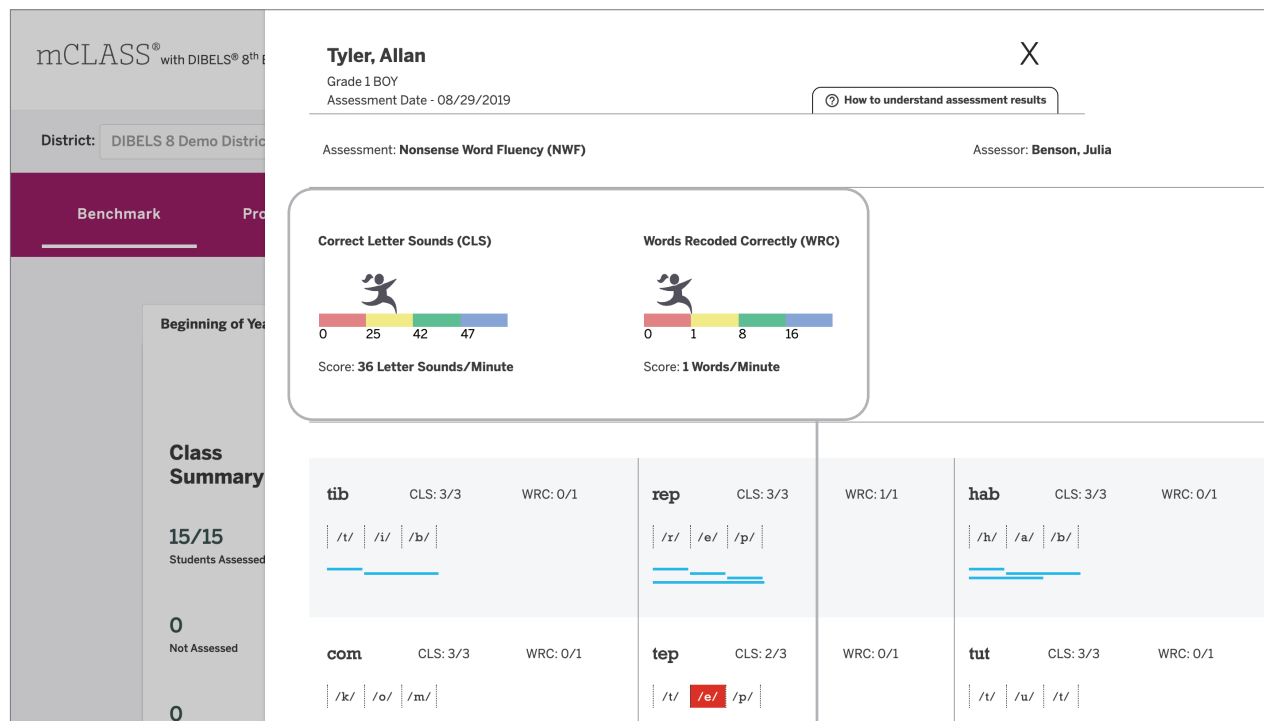 mCLASS® with DIBELS® 8th E
District: DIBELS 8 Demo Distric
Benchmark Pro
Beginning of Yea
Class
Summary
15/15
Students Assessed
0
Not Assessed
0
Tyler, Allan
X
Grade 1 BOY
Assessment Date - 08/29/2019
? How to understand assessment results
Assessment: Nonsense Word Fluency (NWF) Assessor: Benson, Julia
Correct Letter Sounds (CLS)
0 25 42 47
Score: 36 Letter Sounds/Minute
Words Recoded Correctly (WRC)
0 1 8 16
Score: 1 Words/Minute
tib CLS: 3/3 WRC: 0/1
/t/ /i/ /b/
rep CLS: 3/3 WRC: 1/1
/r/ /e/ /p/
hab CLS: 3/3 WRC: 0/1
/h/ /a/ /b/
com CLS: 3/3 WRC: 0/1
/k/ /o/ /m/
tep CLS: 2/3 WRC: 0/1
/t/ /e/ /p/
tut CLS: 3/3 WRC: 0/1
/t/ /u/ /t/